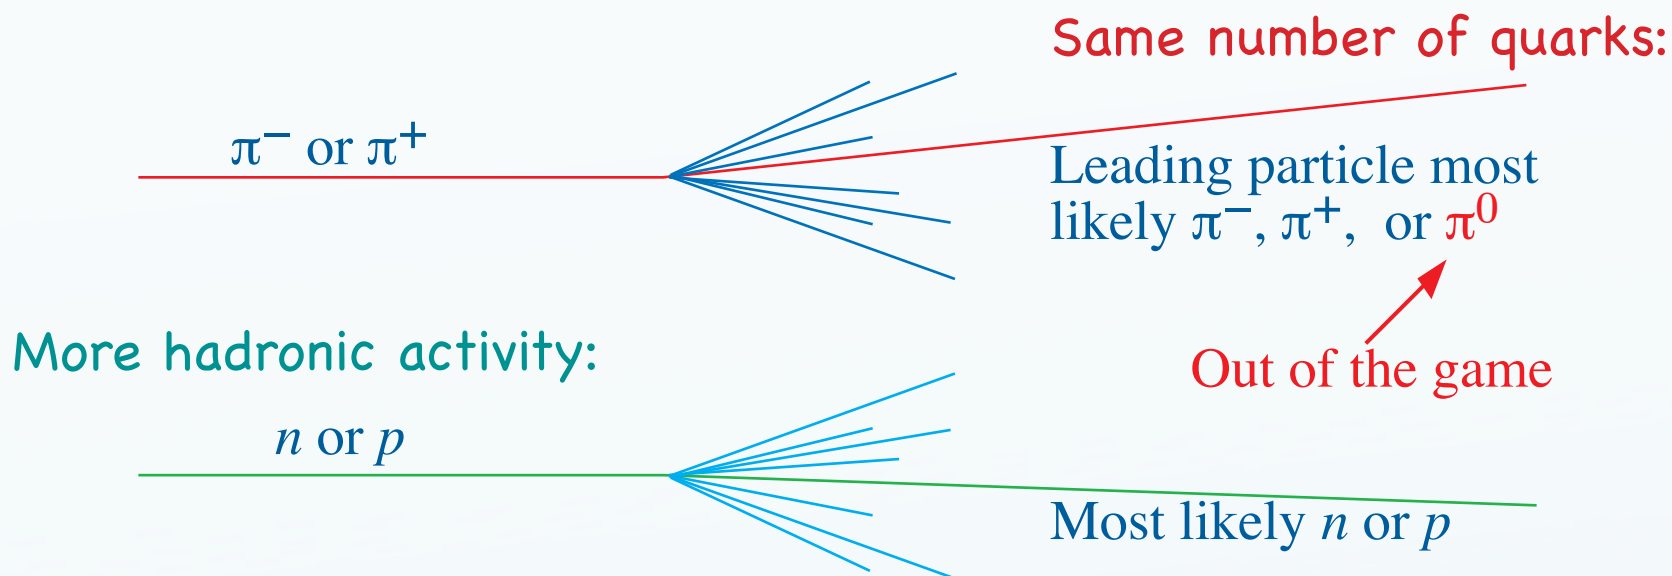 Same number of quarks:
π⁻ or π⁺
Leading particle most
likely π⁻, π⁺, or π⁰
More hadronic activity:
Out of the game
n or p
Most likely n or p